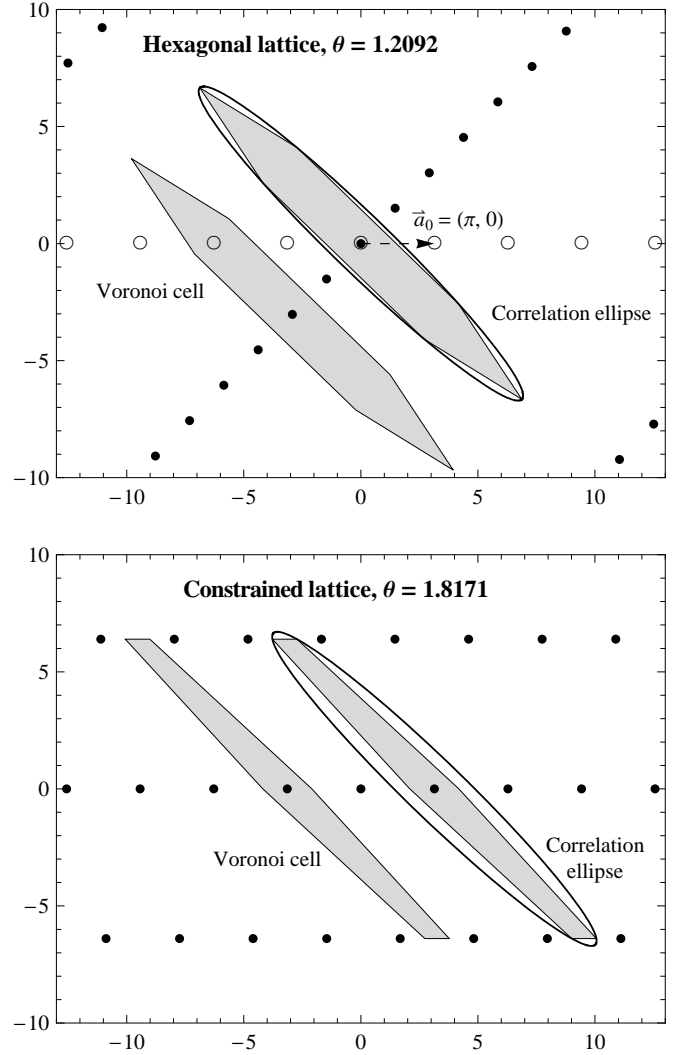 10
Hexagonal lattice, θ = 1.2092
5
a⃗₀ = (π, 0)
0
Voronoi cell
Correlation ellipse
−5
−10
−10 −5 0 5 10
10
Constrained lattice, θ = 1.8171
5
0
Voronoi cell
Correlation
ellipse
−5
−10
−10 −5 0 5 10